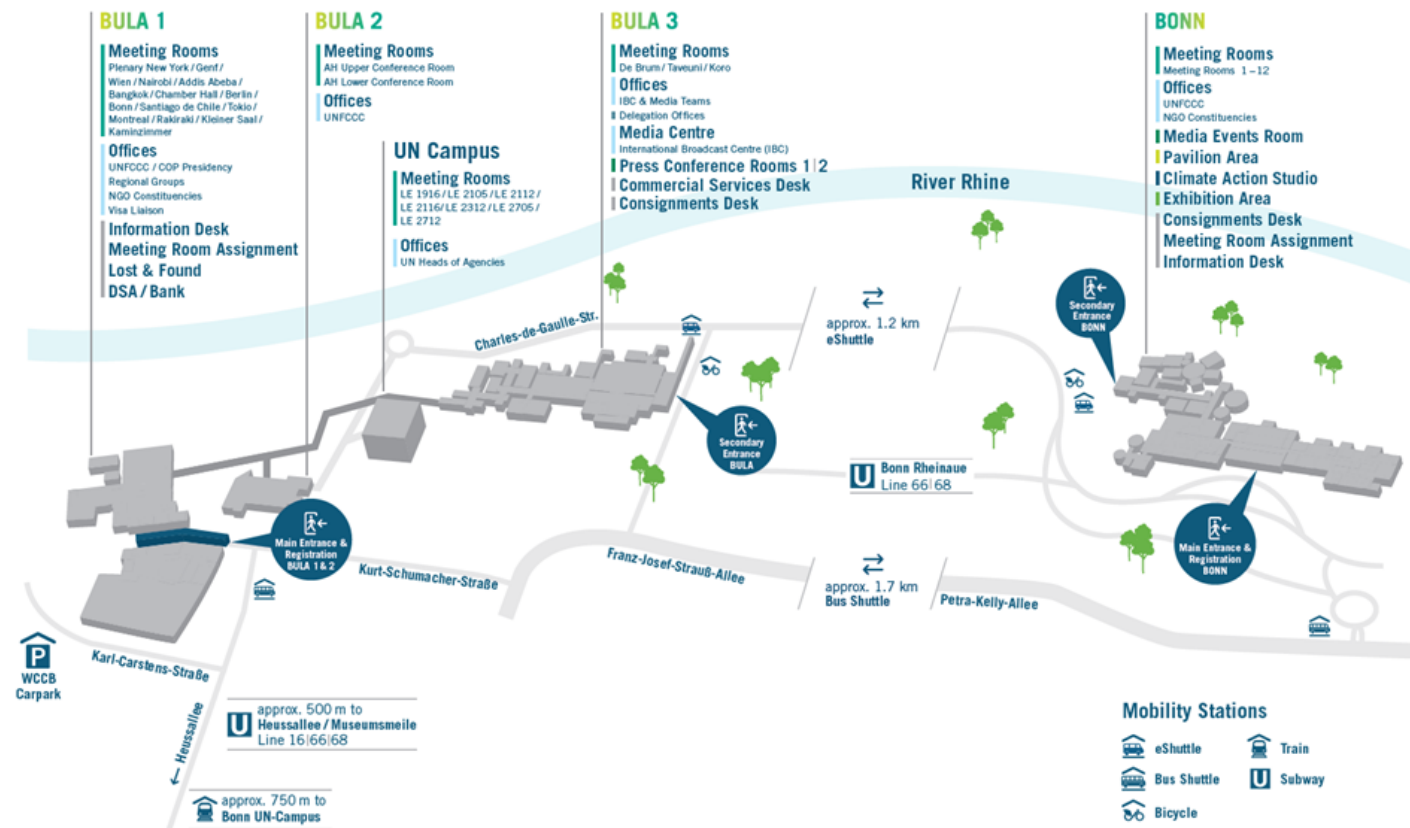 BULA 1
Meeting Rooms
Plenary New York / Genf /
Wien / Nairobi / Addis Abeba /
Bangkok / Chamber Hall / Berlin /
Bonn / Santiago de Chile / Tokio /
Montreal / Rakiraki / Kleiner Saal /
Kaminzimmer
Offices
UNFCCC / COP Presidency
Regional Groups
NGO Constituencies
Visa Liaison
Information Desk
Meeting Room Assignment
Lost & Found
DSA / Bank
BULA 2
Meeting Rooms
AH Upper Conference Room
AH Lower Conference Room
Offices
UNFCCC
UN Campus
Meeting Rooms
LE 1916 / LE 2105 / LE 2112 /
LE 2116 / LE 2312 / LE 2705 /
LE 2712
Offices
UN Heads of Agencies
BULA 3
Meeting Rooms
De Brum / Taveuni / Koro
Offices
IBC & Media Teams
Delegation Offices
Media Centre
International Broadcast Centre (IBC)
Press Conference Rooms 1|2
Commercial Services Desk
Consignments Desk
BONN
Meeting Rooms
Meeting Rooms 1–12
Offices
UNFCCC
NGO Constituencies
Media Events Room
Pavilion Area
Climate Action Studio
Exhibition Area
Consignments Desk
Meeting Room Assignment
Information Desk
River Rhine
Charles-de-Gaulle-Str.
approx. 1.2 km
eShuttle
Secondary
Entrance
BONN
Secondary
Entrance
BULA
U
Bonn Rheinaue
Line 66|68
Main Entrance &
Registration
BULA 1 & 2
Main Entrance &
Registration
BONN
Kurt-Schumacher-Straße
Franz-Josef-Strauß-Allee
approx. 1.7 km
Bus Shuttle
Petra-Kelly-Allee
P
WCCB
Carpark
Karl-Carstens-Straße
← Heussallee
U
approx. 500 m to
Heussallee / Museumsmeile
Line 16|66|68
approx. 750 m to
Bonn UN-Campus
Mobility Stations
eShuttle
Train
Bus Shuttle
U Subway
Bicycle